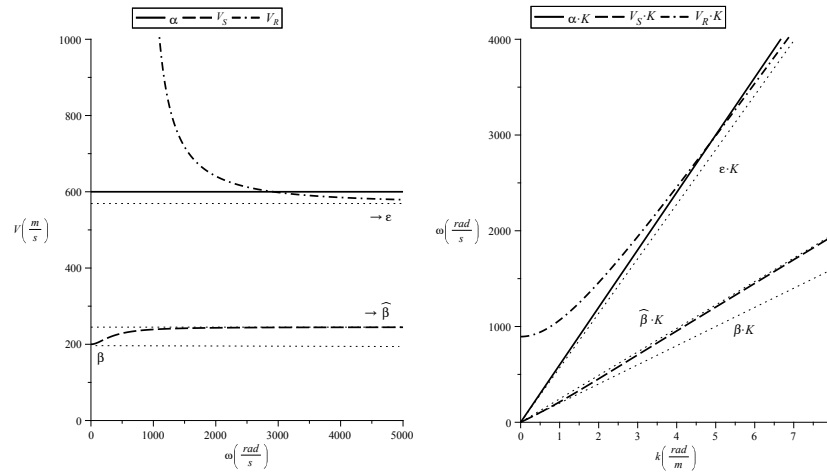 α V_S V_R
1000
800
600
400
200
0
V(m/s)
→ ε
→ β̂
β
0 1000 2000 3000 4000 5000
ω(rad/s)
α·K V_S·K V_R·K
4000
3000
2000
1000
0
ω(rad/s)
ε·K
β̂·K
β·K
0 1 2 3 4 5 6 7
k(rad/m)